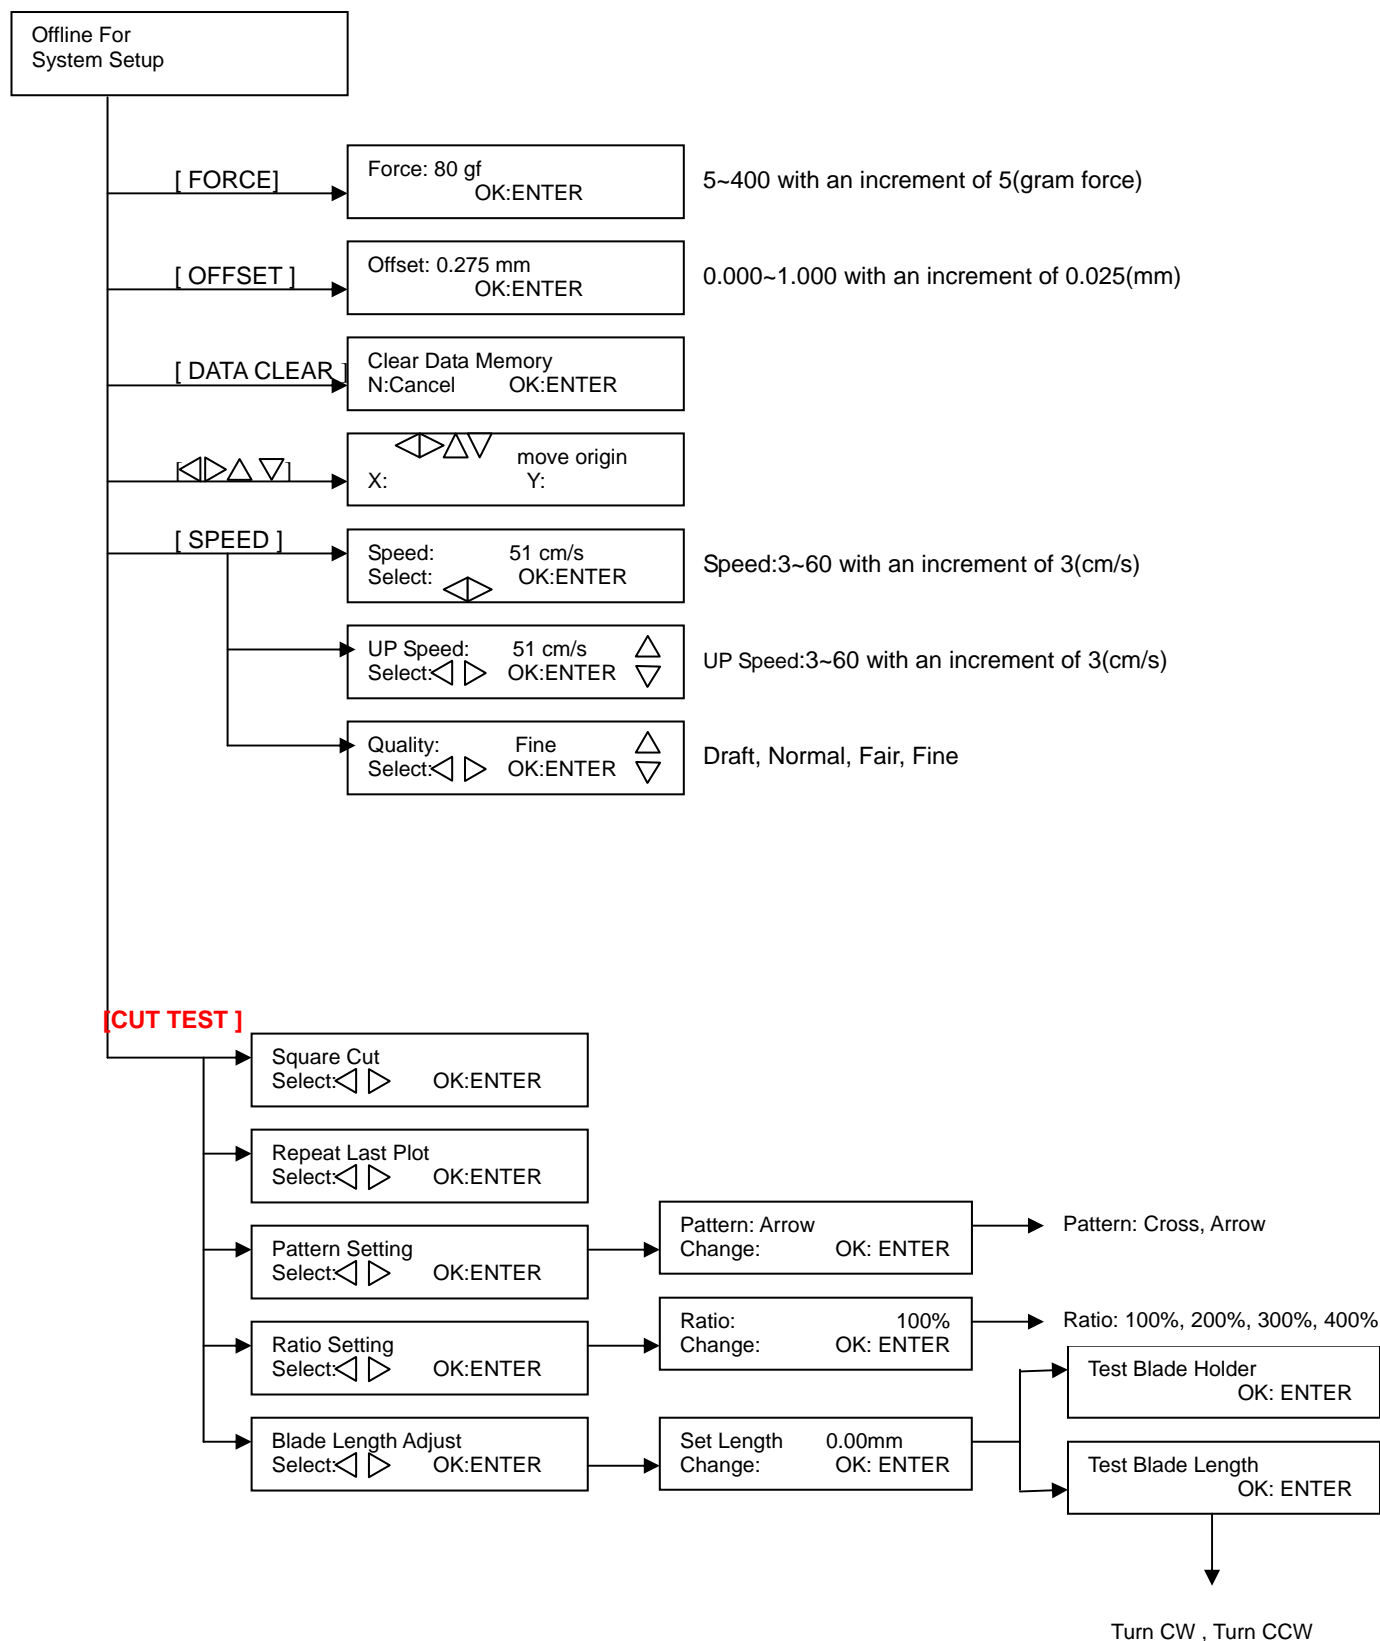 Offline For
System Setup
[ FORCE]
Force: 80 gf
OK:ENTER
5~400 with an increment of 5(gram force)
[ OFFSET ]
Offset: 0.275 mm
OK:ENTER
0.000~1.000 with an increment of 0.025(mm)
[ DATA CLEAR ]
Clear Data Memory
N:Cancel OK:ENTER
[◁▷△ ▽]
◁▷△▽ move origin
X: Y:
[ SPEED ]
Speed: 51 cm/s
Select: ◁▷ OK:ENTER
Speed:3~60 with an increment of 3(cm/s)
UP Speed: 51 cm/s △
Select:◁ ▷ OK:ENTER ▽
UP Speed:3~60 with an increment of 3(cm/s)
Quality: Fine △
Select:◁ ▷ OK:ENTER ▽
Draft, Normal, Fair, Fine
[CUT TEST ]
Square Cut
Select:◁ ▷ OK:ENTER
Repeat Last Plot
Select:◁ ▷ OK:ENTER
Pattern Setting
Select:◁ ▷ OK:ENTER
Pattern: Arrow
Change: OK: ENTER
Pattern: Cross, Arrow
Ratio Setting
Select:◁ ▷ OK:ENTER
Ratio: 100%
Change: OK: ENTER
Ratio: 100%, 200%, 300%, 400%
Blade Length Adjust
Select:◁ ▷ OK:ENTER
Set Length 0.00mm
Change: OK: ENTER
Test Blade Holder
OK: ENTER
Test Blade Length
OK: ENTER
Turn CW , Turn CCW